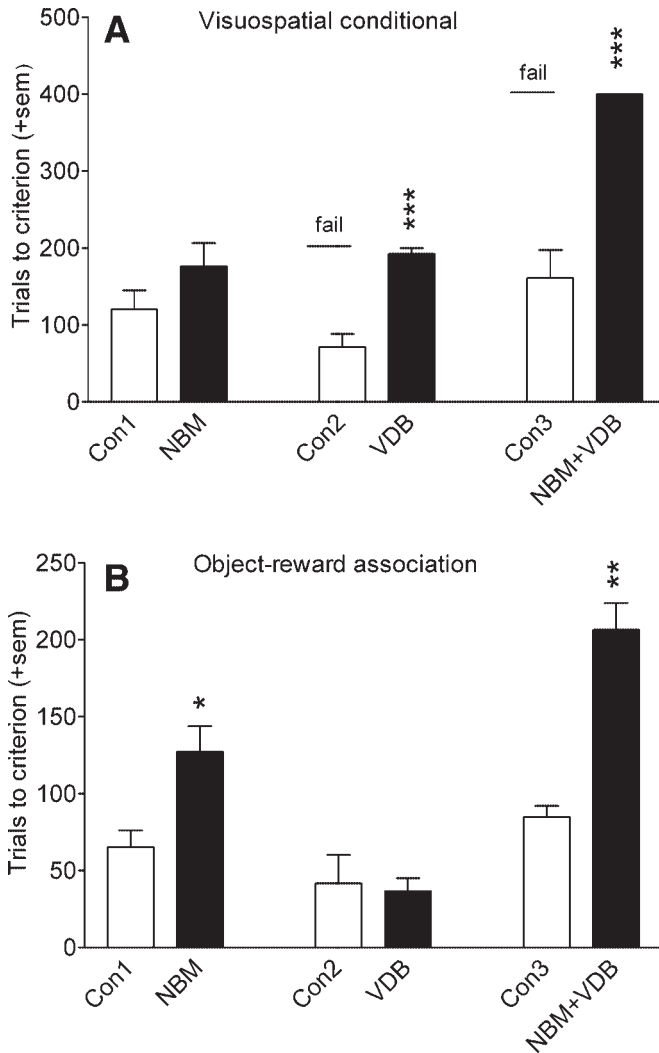 A Visuospatial conditional
Trials to criterion (+sem)
500
400
300
200
100
0
fail
***
fail
***
Con1
NBM
Con2
VDB
Con3
NBM+VDB
B Object-reward association
Trials to criterion (+sem)
250
200
150
100
50
0
*
**
Con1
NBM
Con2
VDB
Con3
NBM+VDB